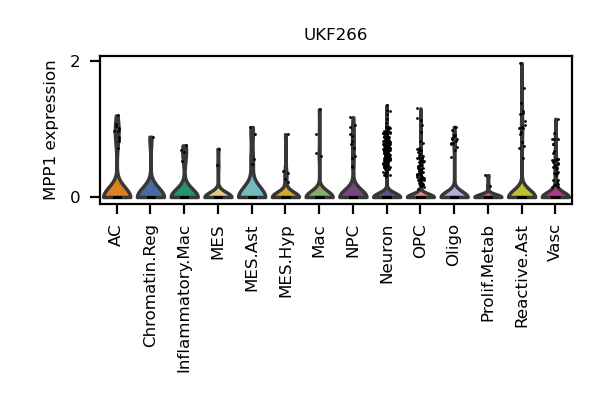 UKF266
MPP1 expression
2
0
AC
Chromatin.Reg
Inflammatory.Mac
MES
MES.Ast
MES.Hyp
Mac
NPC
Neuron
OPC
Oligo
Prolif.Metab
Reactive.Ast
Vasc